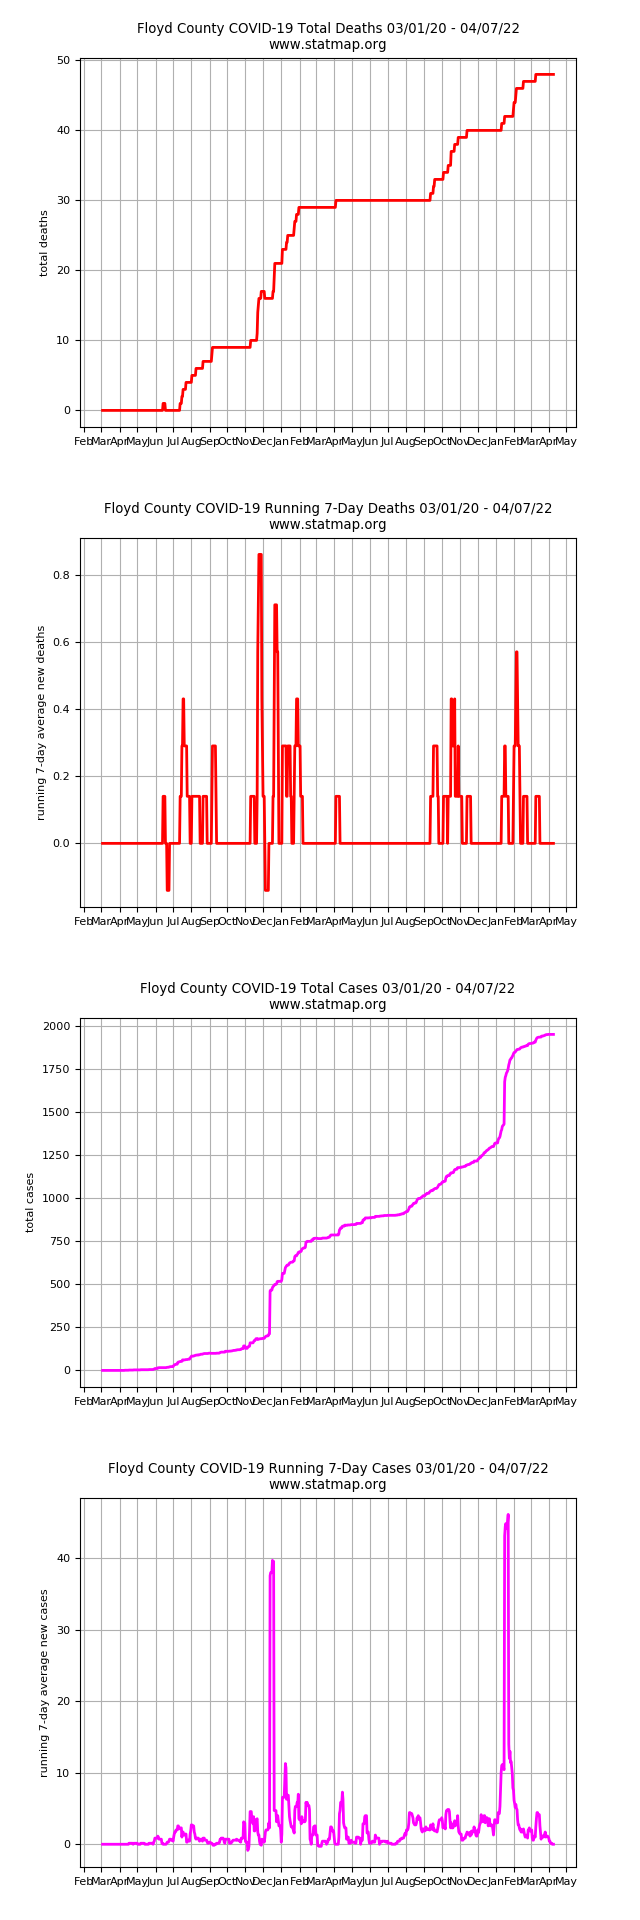 Floyd County COVID-19 Total Deaths 03/01/20 - 04/07/22
www.statmap.org
50
40
30
20
10
0
total deaths
Feb Mar Apr May Jun Jul Aug Sep Oct Nov Dec Jan Feb Mar Apr May Jun Jul Aug Sep Oct Nov Dec Jan Feb Mar Apr May
Floyd County COVID-19 Running 7-Day Deaths 03/01/20 - 04/07/22
www.statmap.org
0.8
0.6
0.4
0.2
0.0
running 7-day average new deaths
Feb Mar Apr May Jun Jul Aug Sep Oct Nov Dec Jan Feb Mar Apr May Jun Jul Aug Sep Oct Nov Dec Jan Feb Mar Apr May
Floyd County COVID-19 Total Cases 03/01/20 - 04/07/22
www.statmap.org
2000
1750
1500
1250
1000
750
500
250
0
total cases
Feb Mar Apr May Jun Jul Aug Sep Oct Nov Dec Jan Feb Mar Apr May Jun Jul Aug Sep Oct Nov Dec Jan Feb Mar Apr May
Floyd County COVID-19 Running 7-Day Cases 03/01/20 - 04/07/22
www.statmap.org
40
30
20
10
0
running 7-day average new cases
Feb Mar Apr May Jun Jul Aug Sep Oct Nov Dec Jan Feb Mar Apr May Jun Jul Aug Sep Oct Nov Dec Jan Feb Mar Apr May